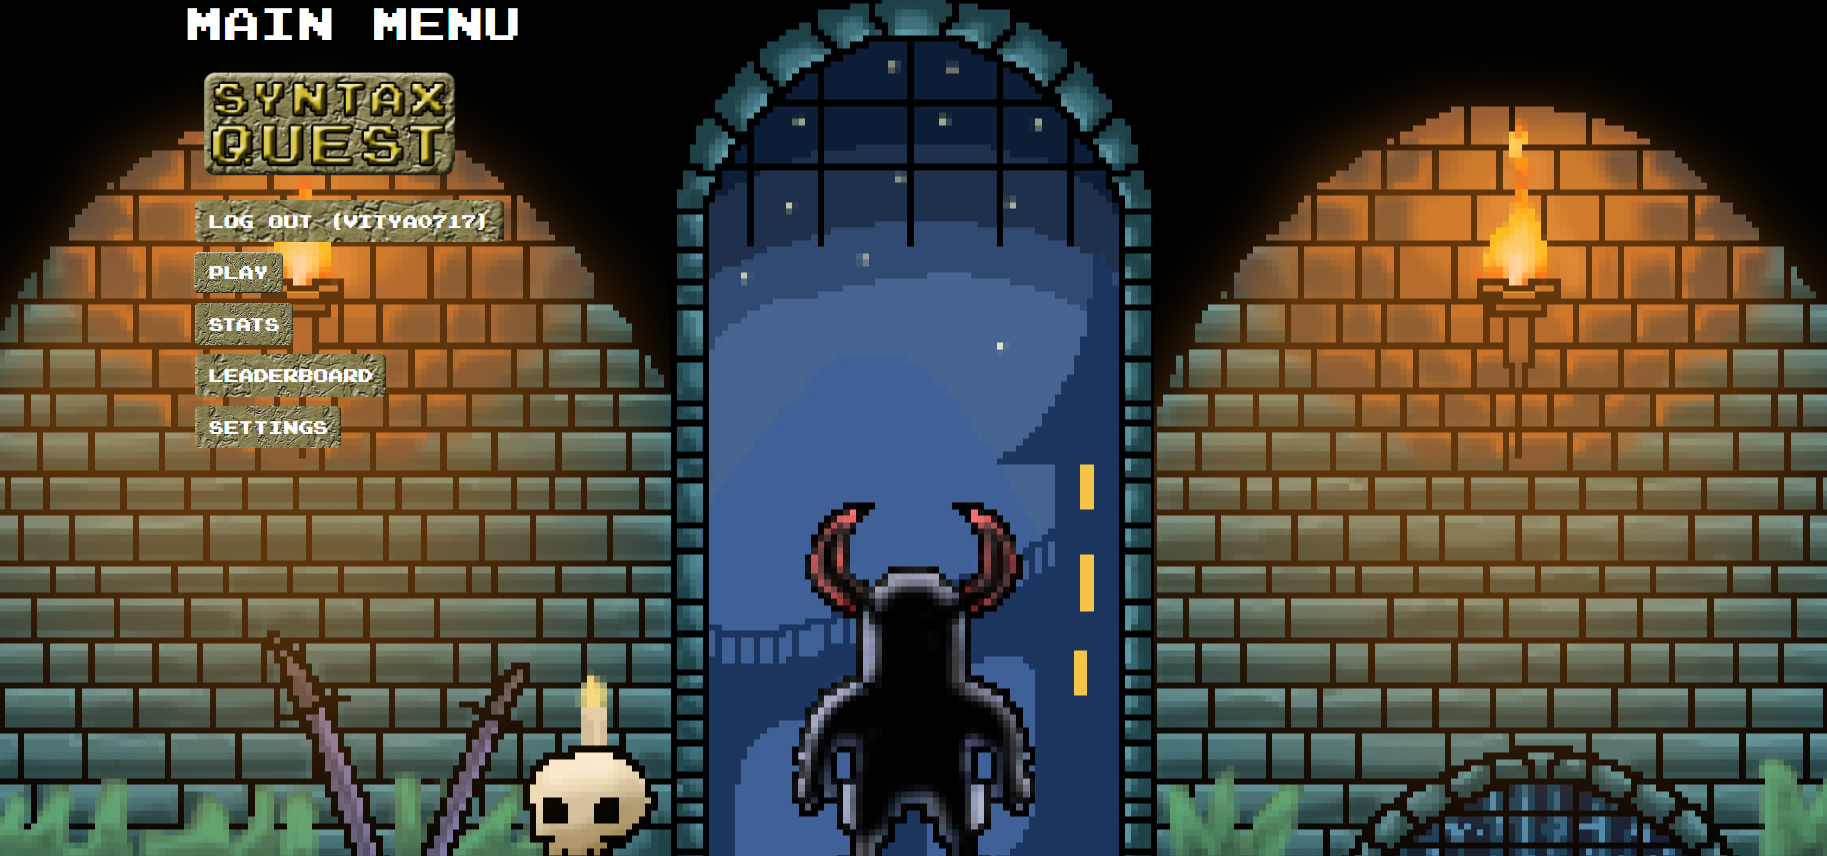 MAIN MENU
SYNTAX
QUEST
LOG OUT (VITYA0717)
PLAY
STATS
LEADERBOARD
SETTINGS